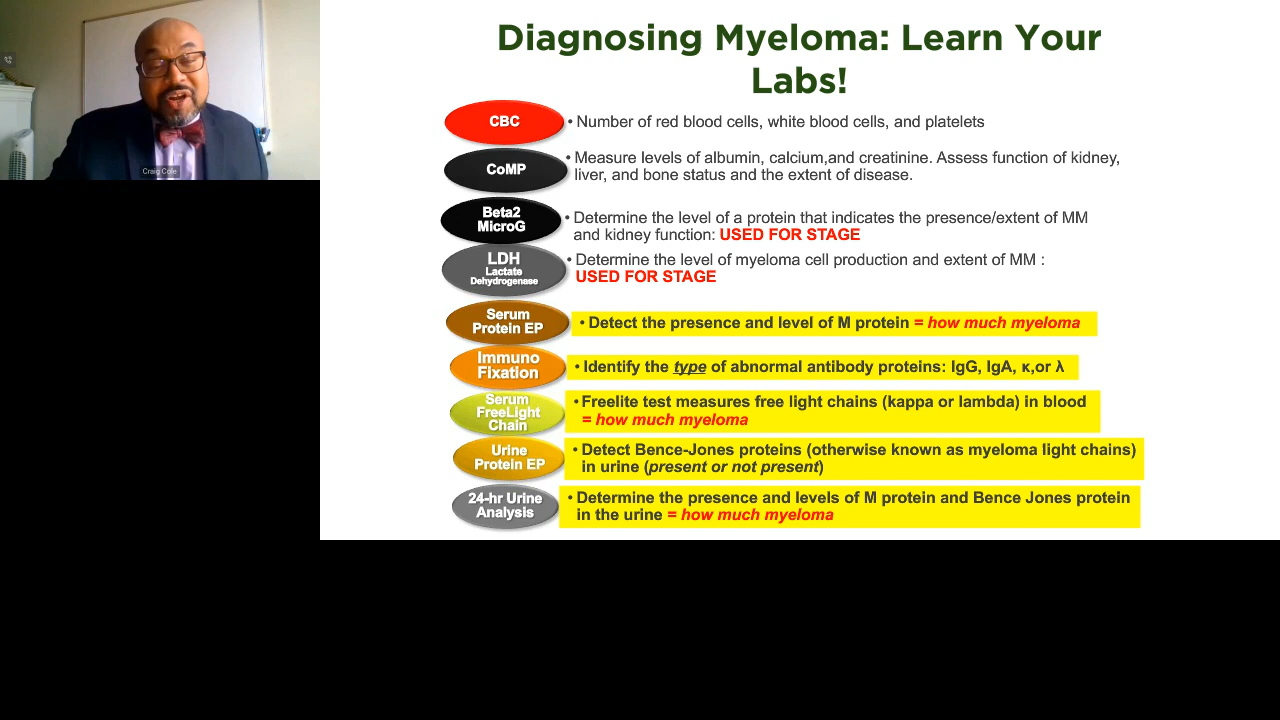 Diagnosing Myeloma: Learn Your
Labs!
Craig Cole
CBC
• Number of red blood cells, white blood cells, and platelets
CoMP
• Measure levels of albumin, calcium,and creatinine. Assess function of kidney,
liver, and bone status and the extent of disease.
Beta2
MicroG
• Determine the level of a protein that indicates the presence/extent of MM
and kidney function: USED FOR STAGE
LDH
Lactate
Dehydrogenase
• Determine the level of myeloma cell production and extent of MM :
USED FOR STAGE
Serum
Protein EP
• Detect the presence and level of M protein = how much myeloma
Immuno
Fixation
• Identify the type of abnormal antibody proteins: IgG, IgA, κ,or λ
Serum
FreeLight
Chain
• Freelite test measures free light chains (kappa or lambda) in blood
= how much myeloma
Urine
Protein EP
• Detect Bence-Jones proteins (otherwise known as myeloma light chains)
in urine (present or not present)
24-hr Urine
Analysis
• Determine the presence and levels of M protein and Bence Jones protein
in the urine = how much myeloma